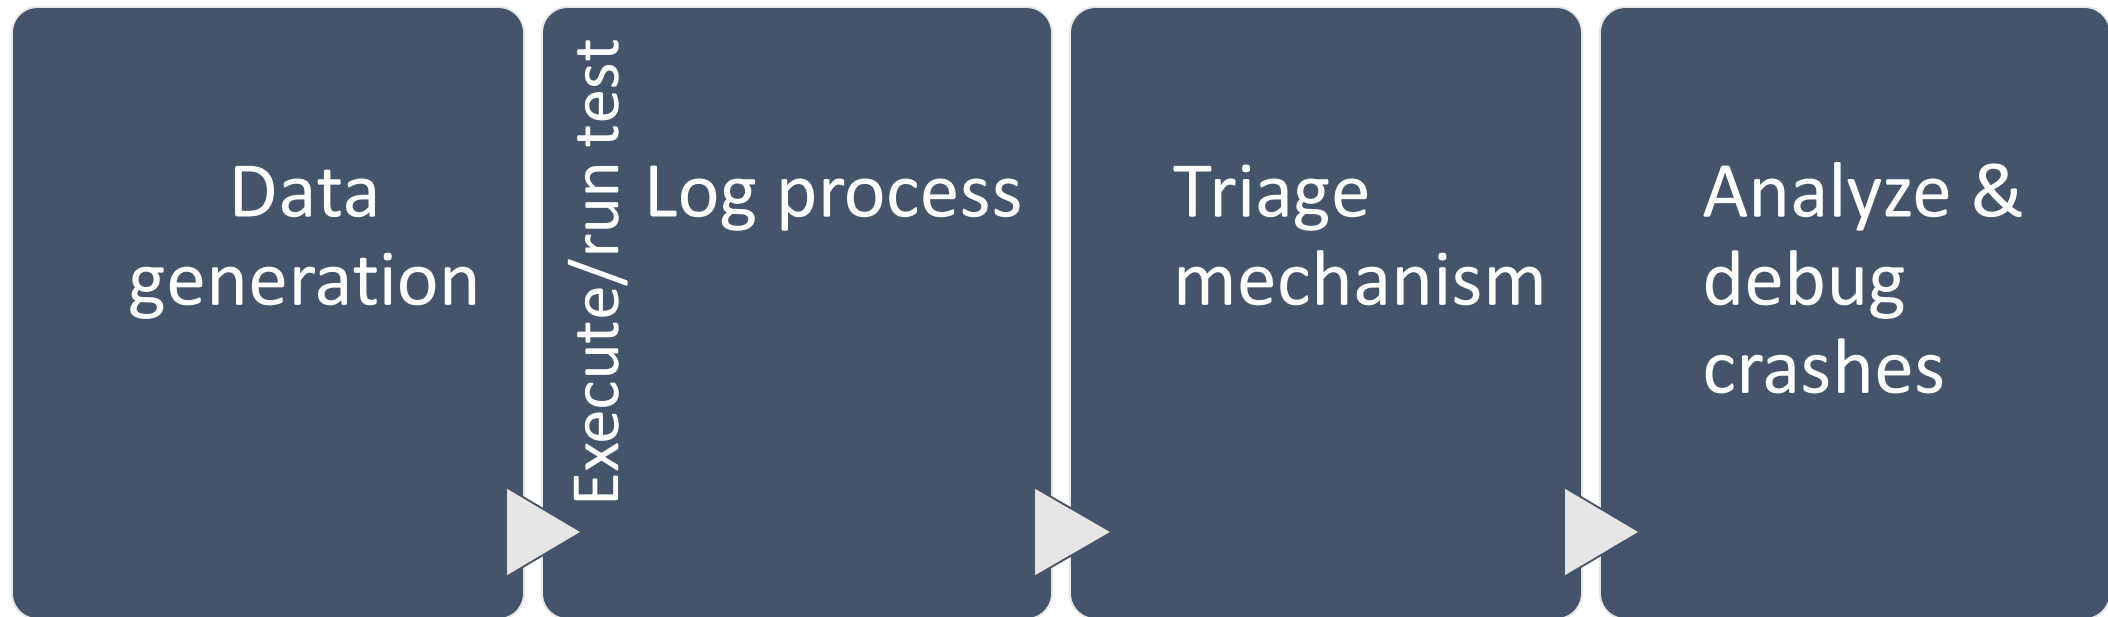 Data
generation
Execute/run test
Log process
Triage
mechanism
Analyze &
debug
crashes